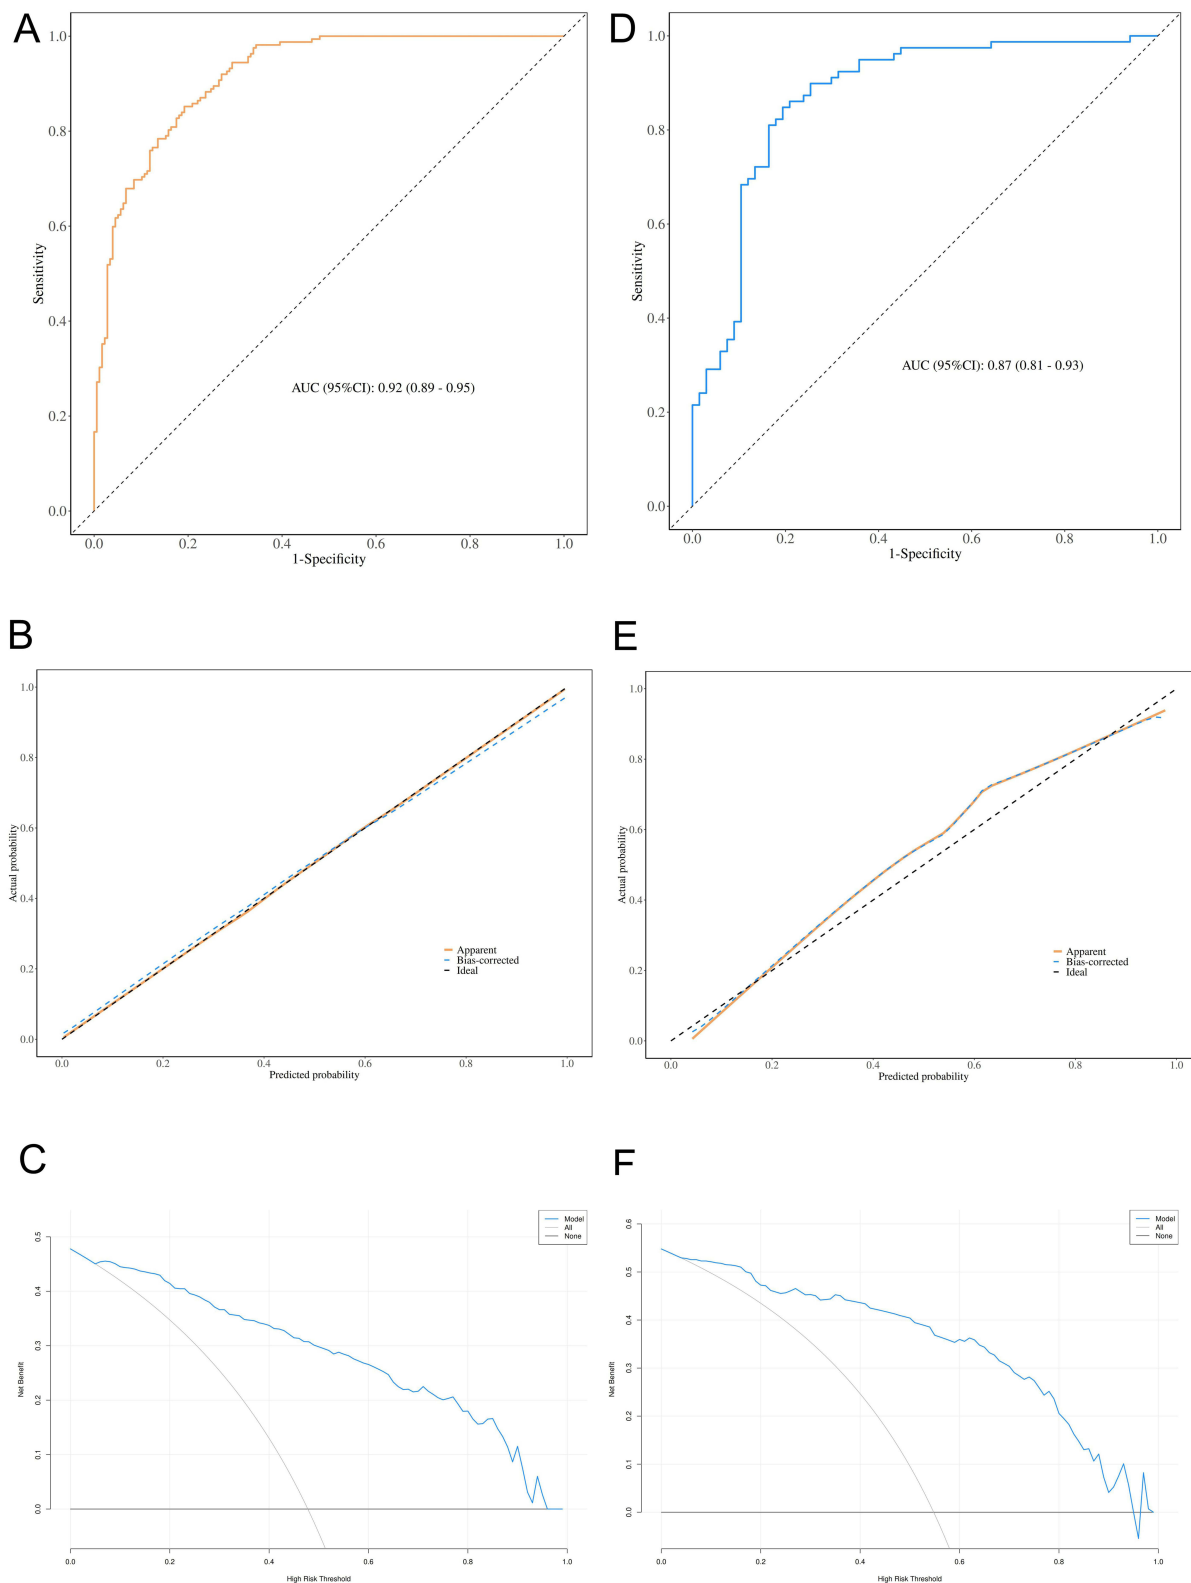 A
1.0
0.8
0.6
0.4
0.2
0.0
Sensitivity
AUC (95%CI): 0.92 (0.89 - 0.95)
0.0 0.2 0.4 0.6 0.8 1.0
1-Specificity
D
1.0
0.8
0.6
0.4
0.2
0.0
Sensitivity
AUC (95%CI): 0.87 (0.81 - 0.93)
0.0 0.2 0.4 0.6 0.8 1.0
1-Specificity
B
1.0
0.8
0.6
0.4
0.2
0.0
Actual probability
Apparent
Bias-corrected
Ideal
0.0 0.2 0.4 0.6 0.8 1.0
Predicted probability
E
1.0
0.8
0.6
0.4
0.2
0.0
Actual probability
Apparent
Bias-corrected
Ideal
0.0 0.2 0.4 0.6 0.8 1.0
Predicted probability
C
Model
All
None
0.5
0.4
0.3
0.2
0.1
0.0
Net Benefit
0.0 0.2 0.4 0.6 0.8 1.0
High Risk Threshold
F
Model
All
None
0.6
0.5
0.4
0.3
0.2
0.1
0.0
Net Benefit
0.0 0.2 0.4 0.6 0.8 1.0
High Risk Threshold